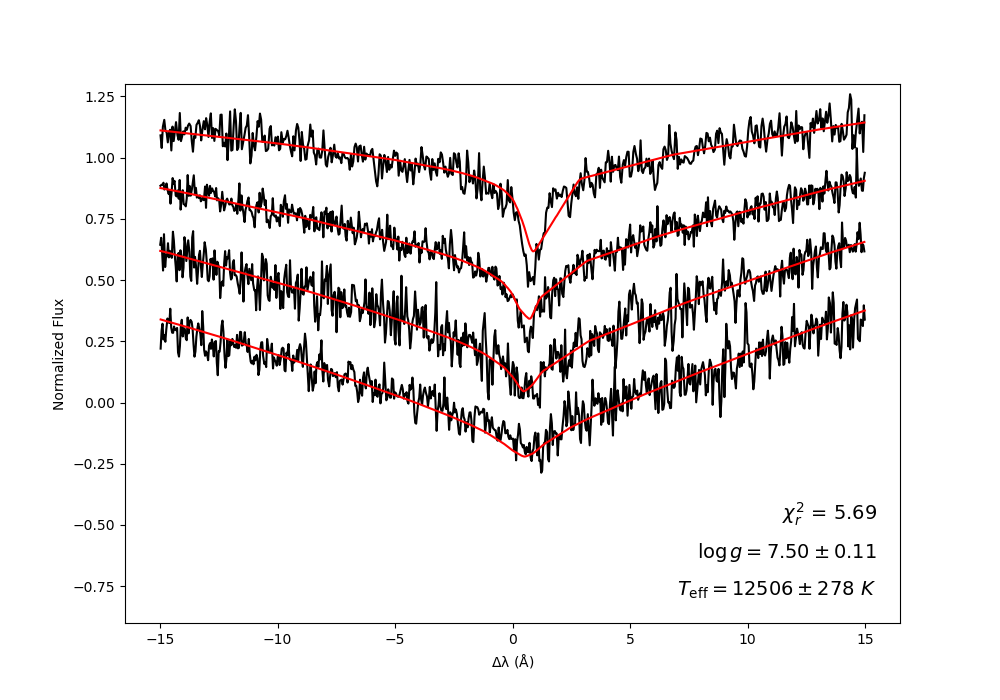 1.25
1.00
0.75
0.50
0.25
0.00
−0.25
−0.50
−0.75
Normalized Flux
χ²ᵣ = 5.69
log g = 7.50 ± 0.11
T_eff = 12506 ± 278 K
−15 −10 −5 0 5 10 15
Δλ (Å)